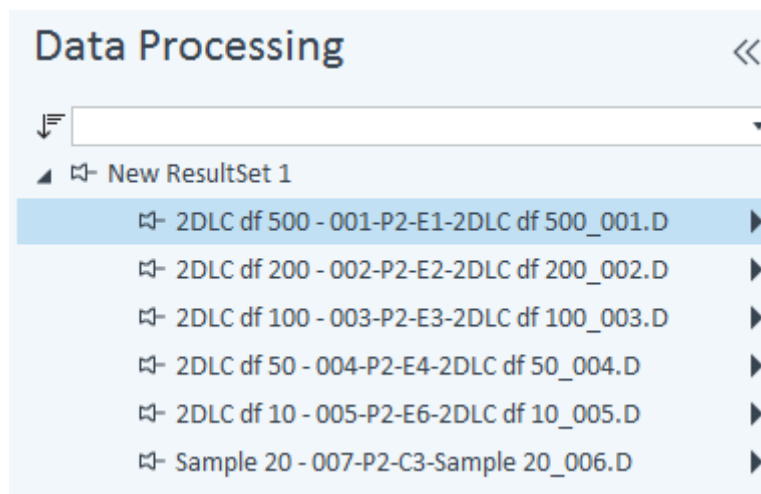 Data Processing
New ResultSet 1
2DLC df 500 - 001-P2-E1-2DLC df 500_001.D
2DLC df 200 - 002-P2-E2-2DLC df 200_002.D
2DLC df 100 - 003-P2-E3-2DLC df 100_003.D
2DLC df 50 - 004-P2-E4-2DLC df 50_004.D
2DLC df 10 - 005-P2-E6-2DLC df 10_005.D
Sample 20 - 007-P2-C3-Sample 20_006.D